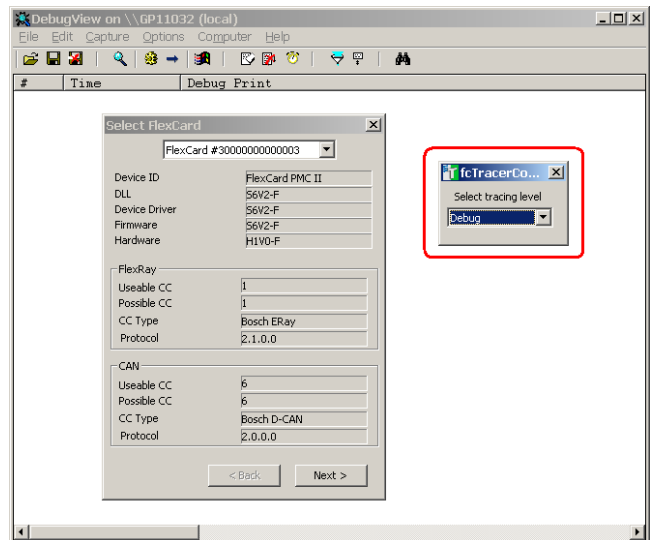 DebugView on \\GP11032 (local)
File Edit Capture Options Computer Help
# Time Debug Print
Select FlexCard
FlexCard #30000000000003
Device ID FlexCard PMC II
DLL S6V2-F
Device Driver S6V2-F
Firmware S6V2-F
Hardware H1V0-F
FlexRay
Useable CC 1
Possible CC 1
CC Type Bosch ERay
Protocol 2.1.0.0
CAN
Useable CC 6
Possible CC 6
CC Type Bosch D-CAN
Protocol 2.0.0.0
< Back Next >
fcTracerCo...
Select tracing level
Debug